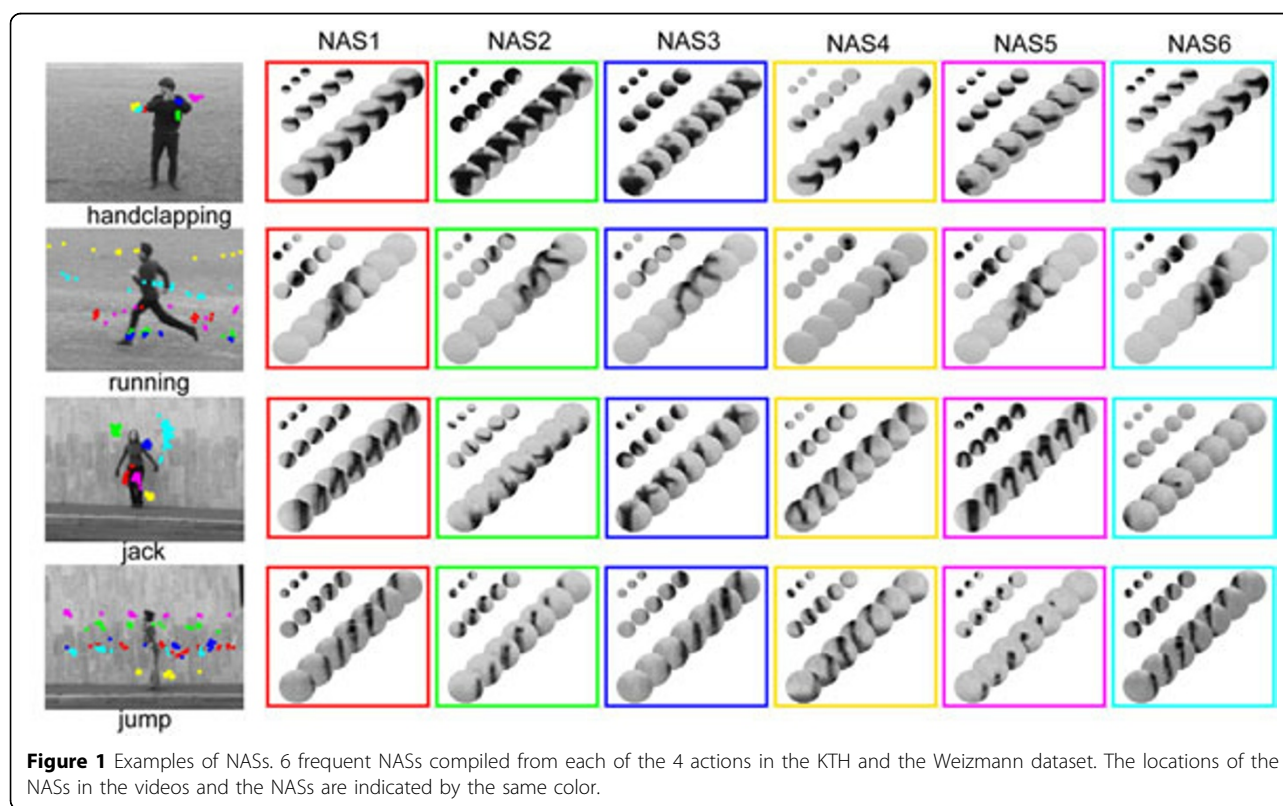 NAS1 NAS2 NAS3 NAS4 NAS5 NAS6
handclapping
running
jack
jump
Figure 1 Examples of NASs. 6 frequent NASs compiled from each of the 4 actions in the KTH and the Weizmann dataset. The locations of the
NASs in the videos and the NASs are indicated by the same color.